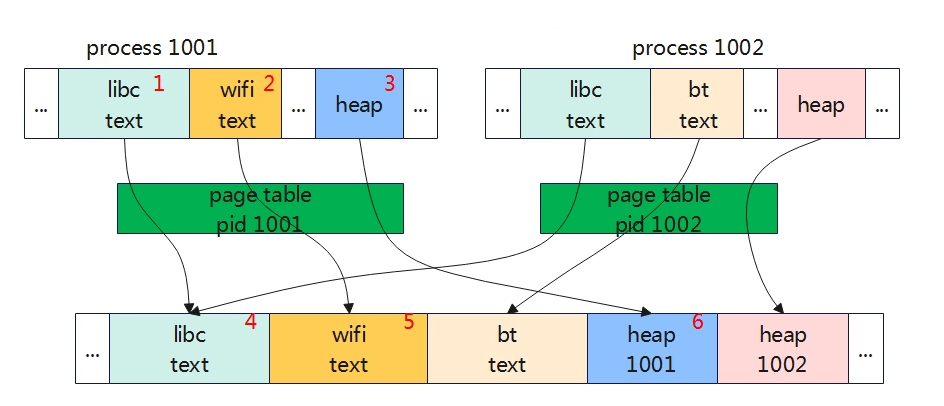 process 1001
process 1002
...
libc
text
1
wifi
text
2
...
heap
3
...
...
libc
text
bt
text
...
heap
...
page table
pid 1001
page table
pid 1002
...
libc
text
4
wifi
text
5
bt
text
heap
1001
6
heap
1002
...